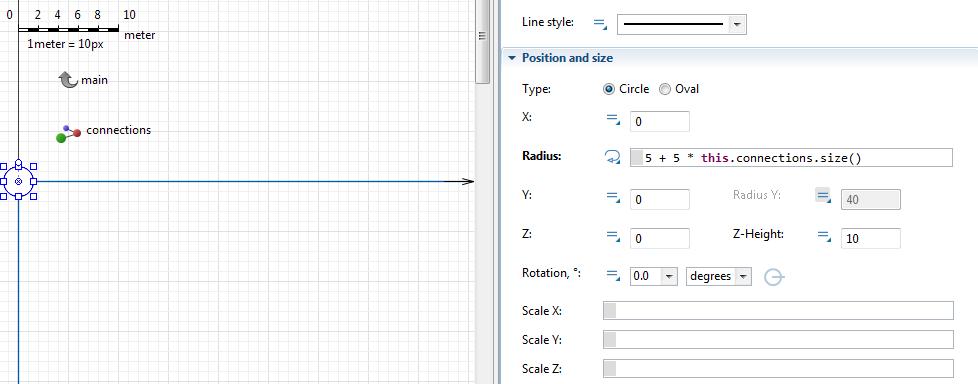 0 2 4 6 8 10
meter
1meter = 10px
main
connections
Line style:
Position and size
Type: Circle Oval
X: 0
Radius: 5 + 5 * this.connections.size()
Y: 0 Radius Y: 40
Z: 0 Z-Height: 10
Rotation, °: 0.0 degrees
Scale X:
Scale Y:
Scale Z: